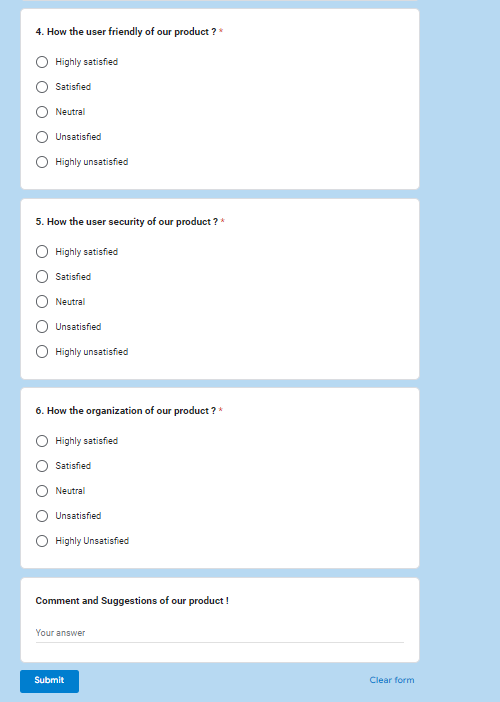 4. How the user friendly of our product ? *
Highly satisfied
Satisfied
Neutral
Unsatisfied
Highly unsatisfied
5. How the user security of our product ? *
Highly satisfied
Satisfied
Neutral
Unsatisfied
Highly unsatisfied
6. How the organization of our product ? *
Highly satisfied
Satisfied
Neutral
Unsatisfied
Highly Unsatisfied
Comment and Suggestions of our product !
Your answer
Submit
Clear form